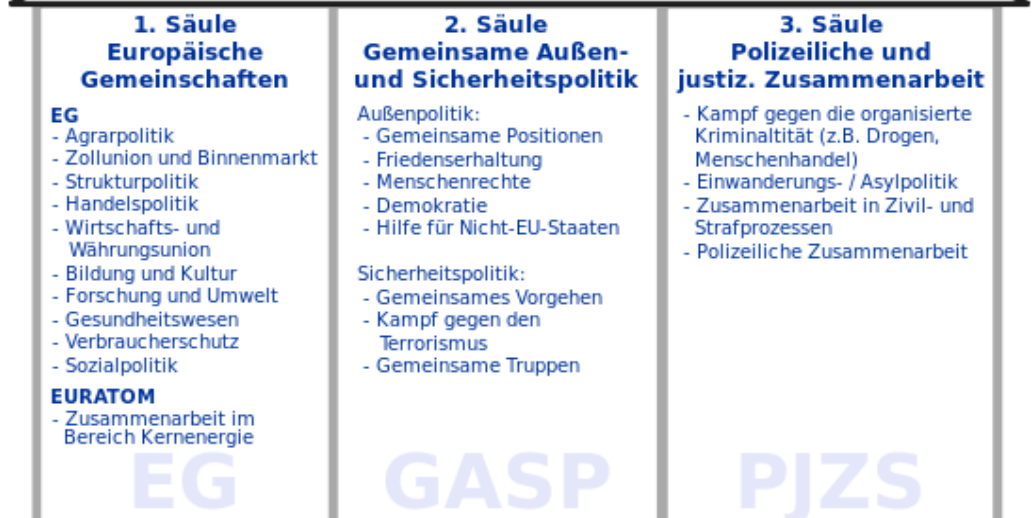 1. Säule
Europäische
Gemeinschaften
EG
- Agrarpolitik
- Zollunion und Binnenmarkt
- Strukturpolitik
- Handelspolitik
- Wirtschafts- und
Währungsunion
- Bildung und Kultur
- Forschung und Umwelt
- Gesundheitswesen
- Verbraucherschutz
- Sozialpolitik
EURATOM
- Zusammenarbeit im
Bereich Kernenergie
EG
2. Säule
Gemeinsame Außen-
und Sicherheitspolitik
Außenpolitik:
- Gemeinsame Positionen
- Friedenserhaltung
- Menschenrechte
- Demokratie
- Hilfe für Nicht-EU-Staaten
Sicherheitspolitik:
- Gemeinsames Vorgehen
- Kampf gegen den
Terrorismus
- Gemeinsame Truppen
GASP
3. Säule
Polizeiliche und
justiz. Zusammenarbeit
- Kampf gegen die organisierte
Kriminaltität (z.B. Drogen,
Menschenhandel)
- Einwanderungs- / Asylpolitik
- Zusammenarbeit in Zivil- und
Strafprozessen
- Polizeiliche Zusammenarbeit
PJZS